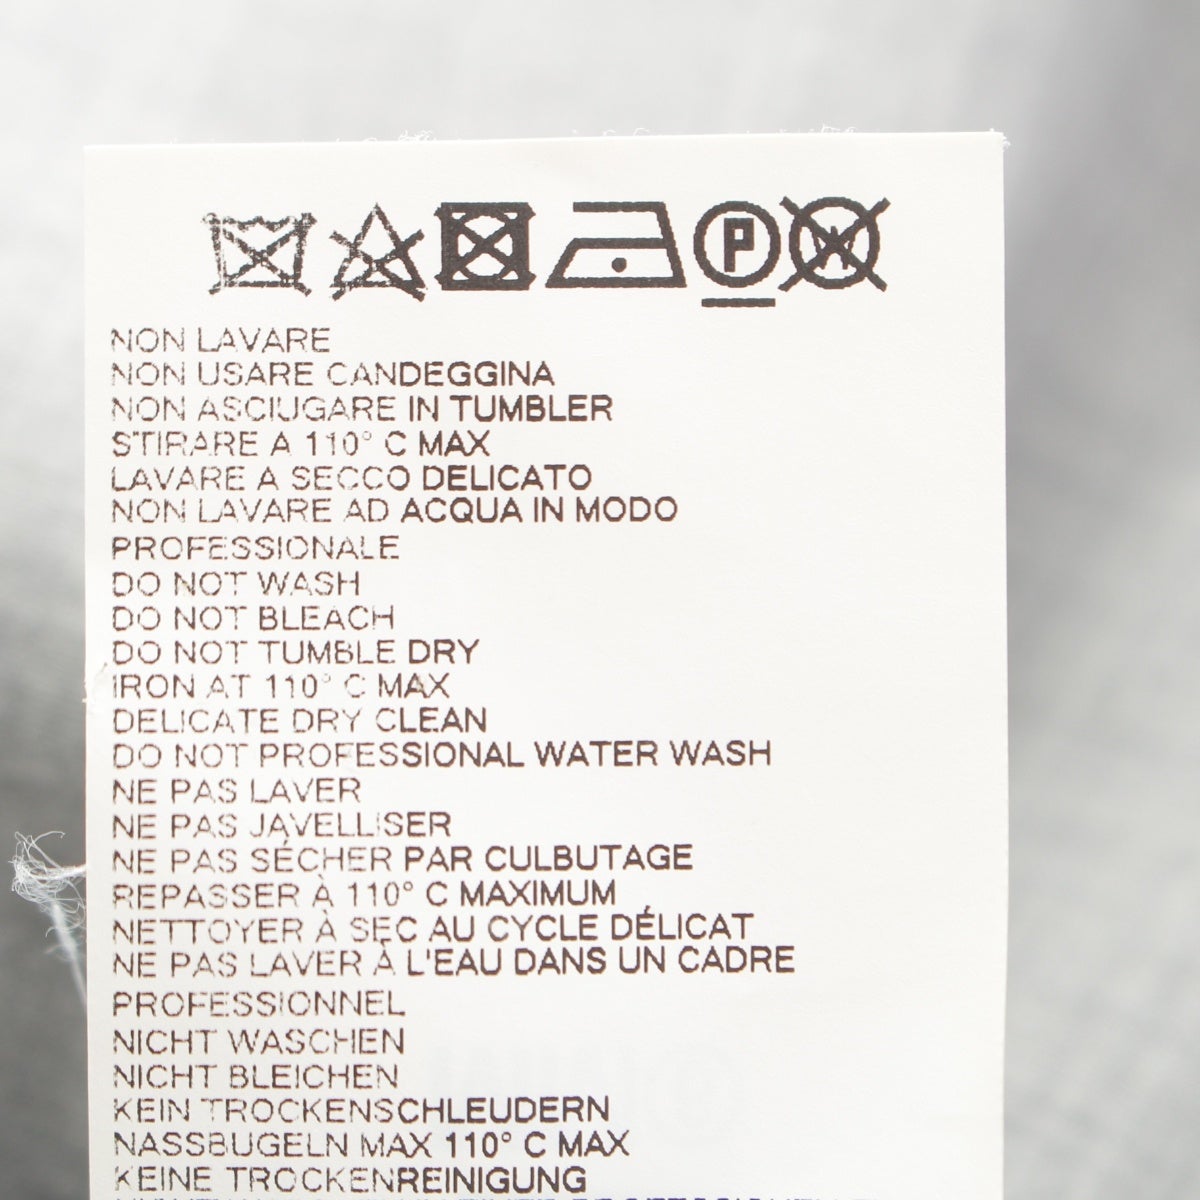 P W
NON LAVARE
NON USARE CANDEGGINA
NON ASCIUGARE IN TUMBLER
STIRARE A 110° C MAX
LAVARE A SECCO DELICATO
NON LAVARE AD ACQUA IN MODO
PROFESSIONALE
DO NOT WASH
DO NOT BLEACH
DO NOT TUMBLE DRY
IRON AT 110° C MAX
DELICATE DRY CLEAN
DO NOT PROFESSIONAL WATER WASH
NE PAS LAVER
NE PAS JAVELLISER
NE PAS SÉCHER PAR CULBUTAGE
REPASSER À 110° C MAXIMUM
NETTOYER À SEC AU CYCLE DÉLICAT
NE PAS LAVER À L'EAU DANS UN CADRE
PROFESSIONNEL
NICHT WASCHEN
NICHT BLEICHEN
KEIN TROCKENSCHLEUDERN
NASSBUGELN MAX 110° C MAX
KEINE TROCKENREINIGUNG